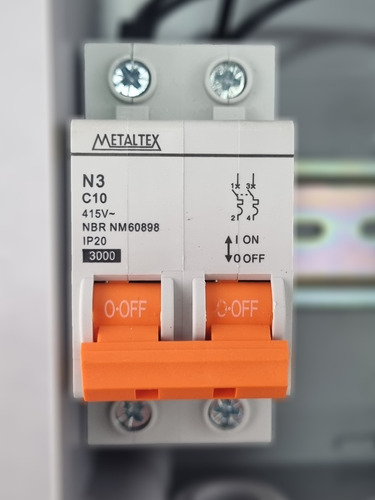 METALTEX
N3
C10
415V~
NBR NM60898
IP20
3000
1 3
2 4
I ON
0 OFF
O·OFF O·OFF